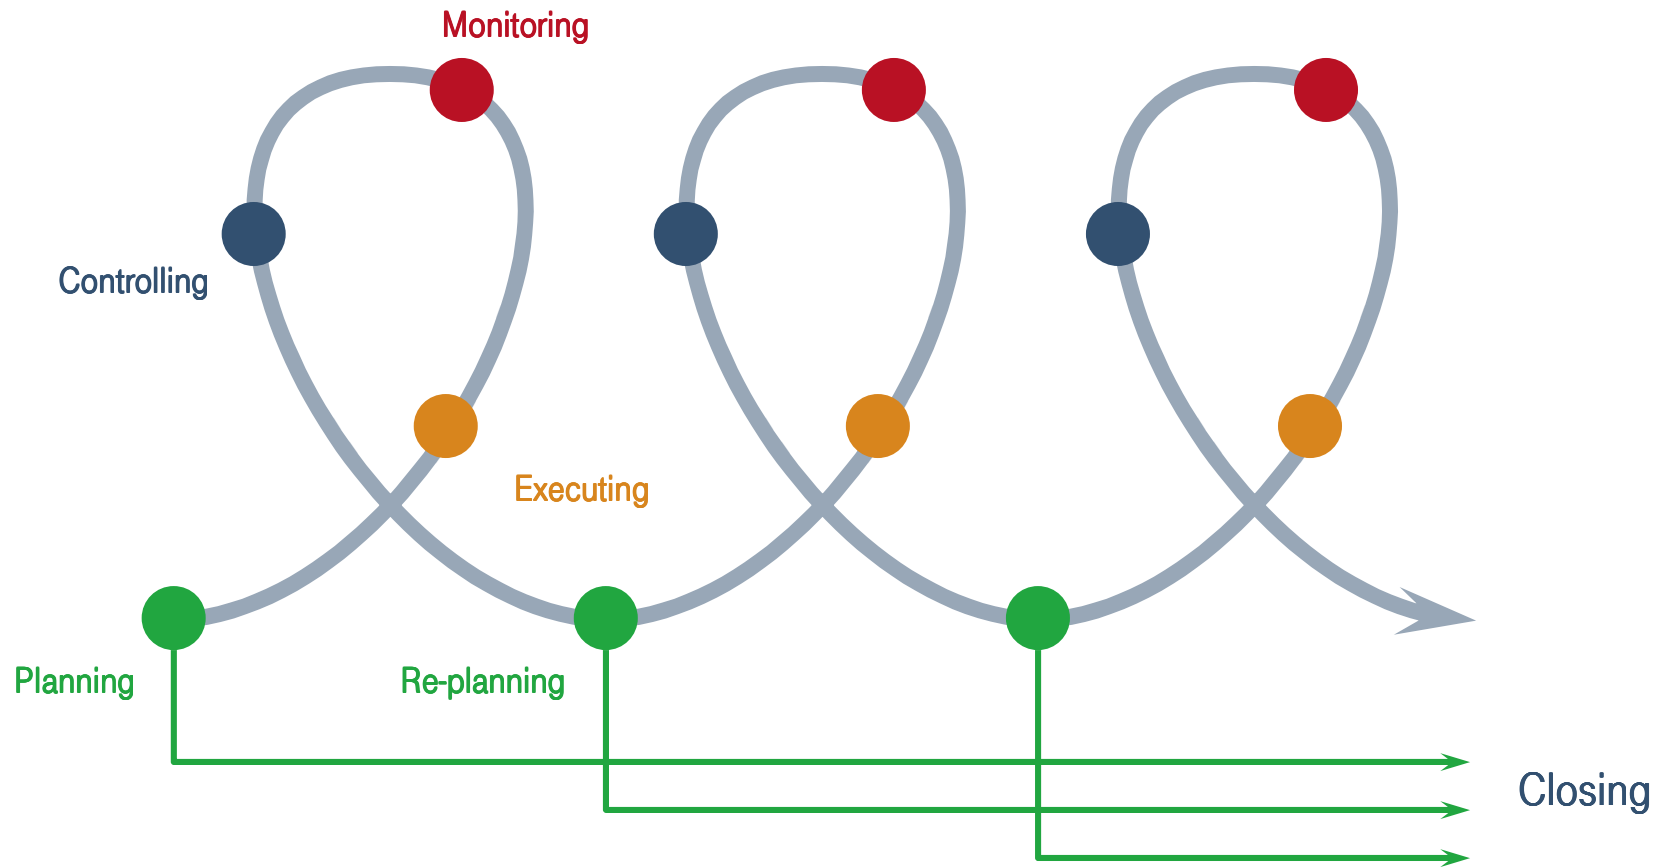 Monitoring
Controlling
Executing
Planning
Re-planning
Closing